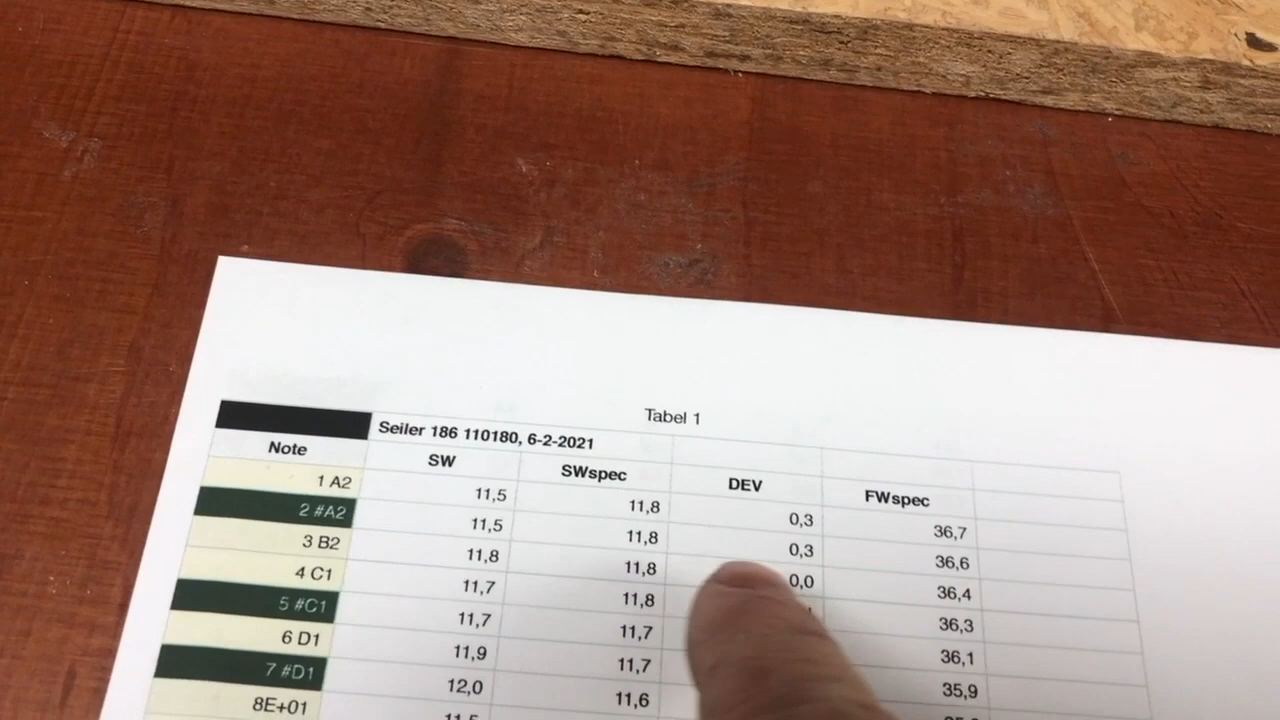 Tabel 1
Seiler 186 110180, 6-2-2021
Note SW SWspec DEV FWspec
1 A2 11,5 11,8 0,3 36,7
2 #A2 11,5 11,8 0,3 36,6
3 B2 11,8 11,8 0,0 36,4
4 C1 11,7 11,8 36,3
5 #C1 11,7 11,7 36,1
6 D1 11,9 11,7 35,9
7 #D1 12,0 11,6
8E+01